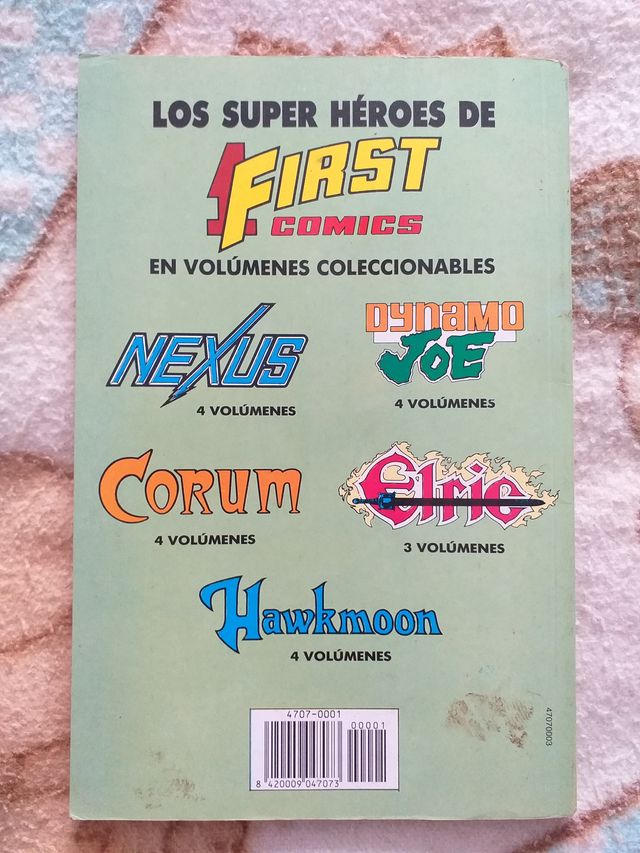 LOS SUPER HÉROES DE
1FIRST
COMICS
EN VOLÚMENES COLECCIONABLES
NEXUS
4 VOLÚMENES
DYNAMO
JOE
4 VOLÚMENES
CORUM
4 VOLÚMENES
Elric
3 VOLÚMENES
Hawkmoon
4 VOLÚMENES
4707-0001
00001
8 420009 047073
47070003